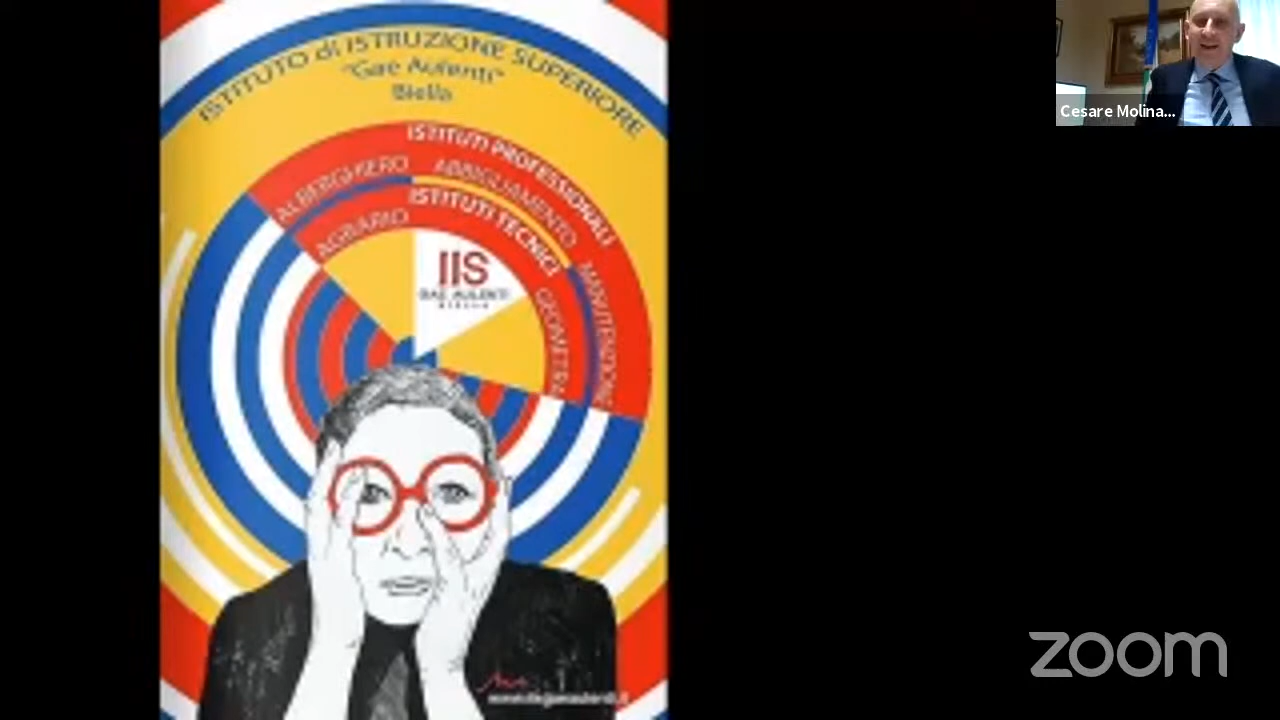 ISTITUTO di ISTRUZIONE SUPERIORE
"Gae Aulenti"
Biella
ISTITUTI PROFESSIONALI
ALBERGHIERO ABBIGLIAMENTO MANUTENZIONE
ISTITUTI TECNICI
AGRARIO GEOMETRA
IIS
GAE AULENTI
BIELLA
Cesare Molina...
zoom